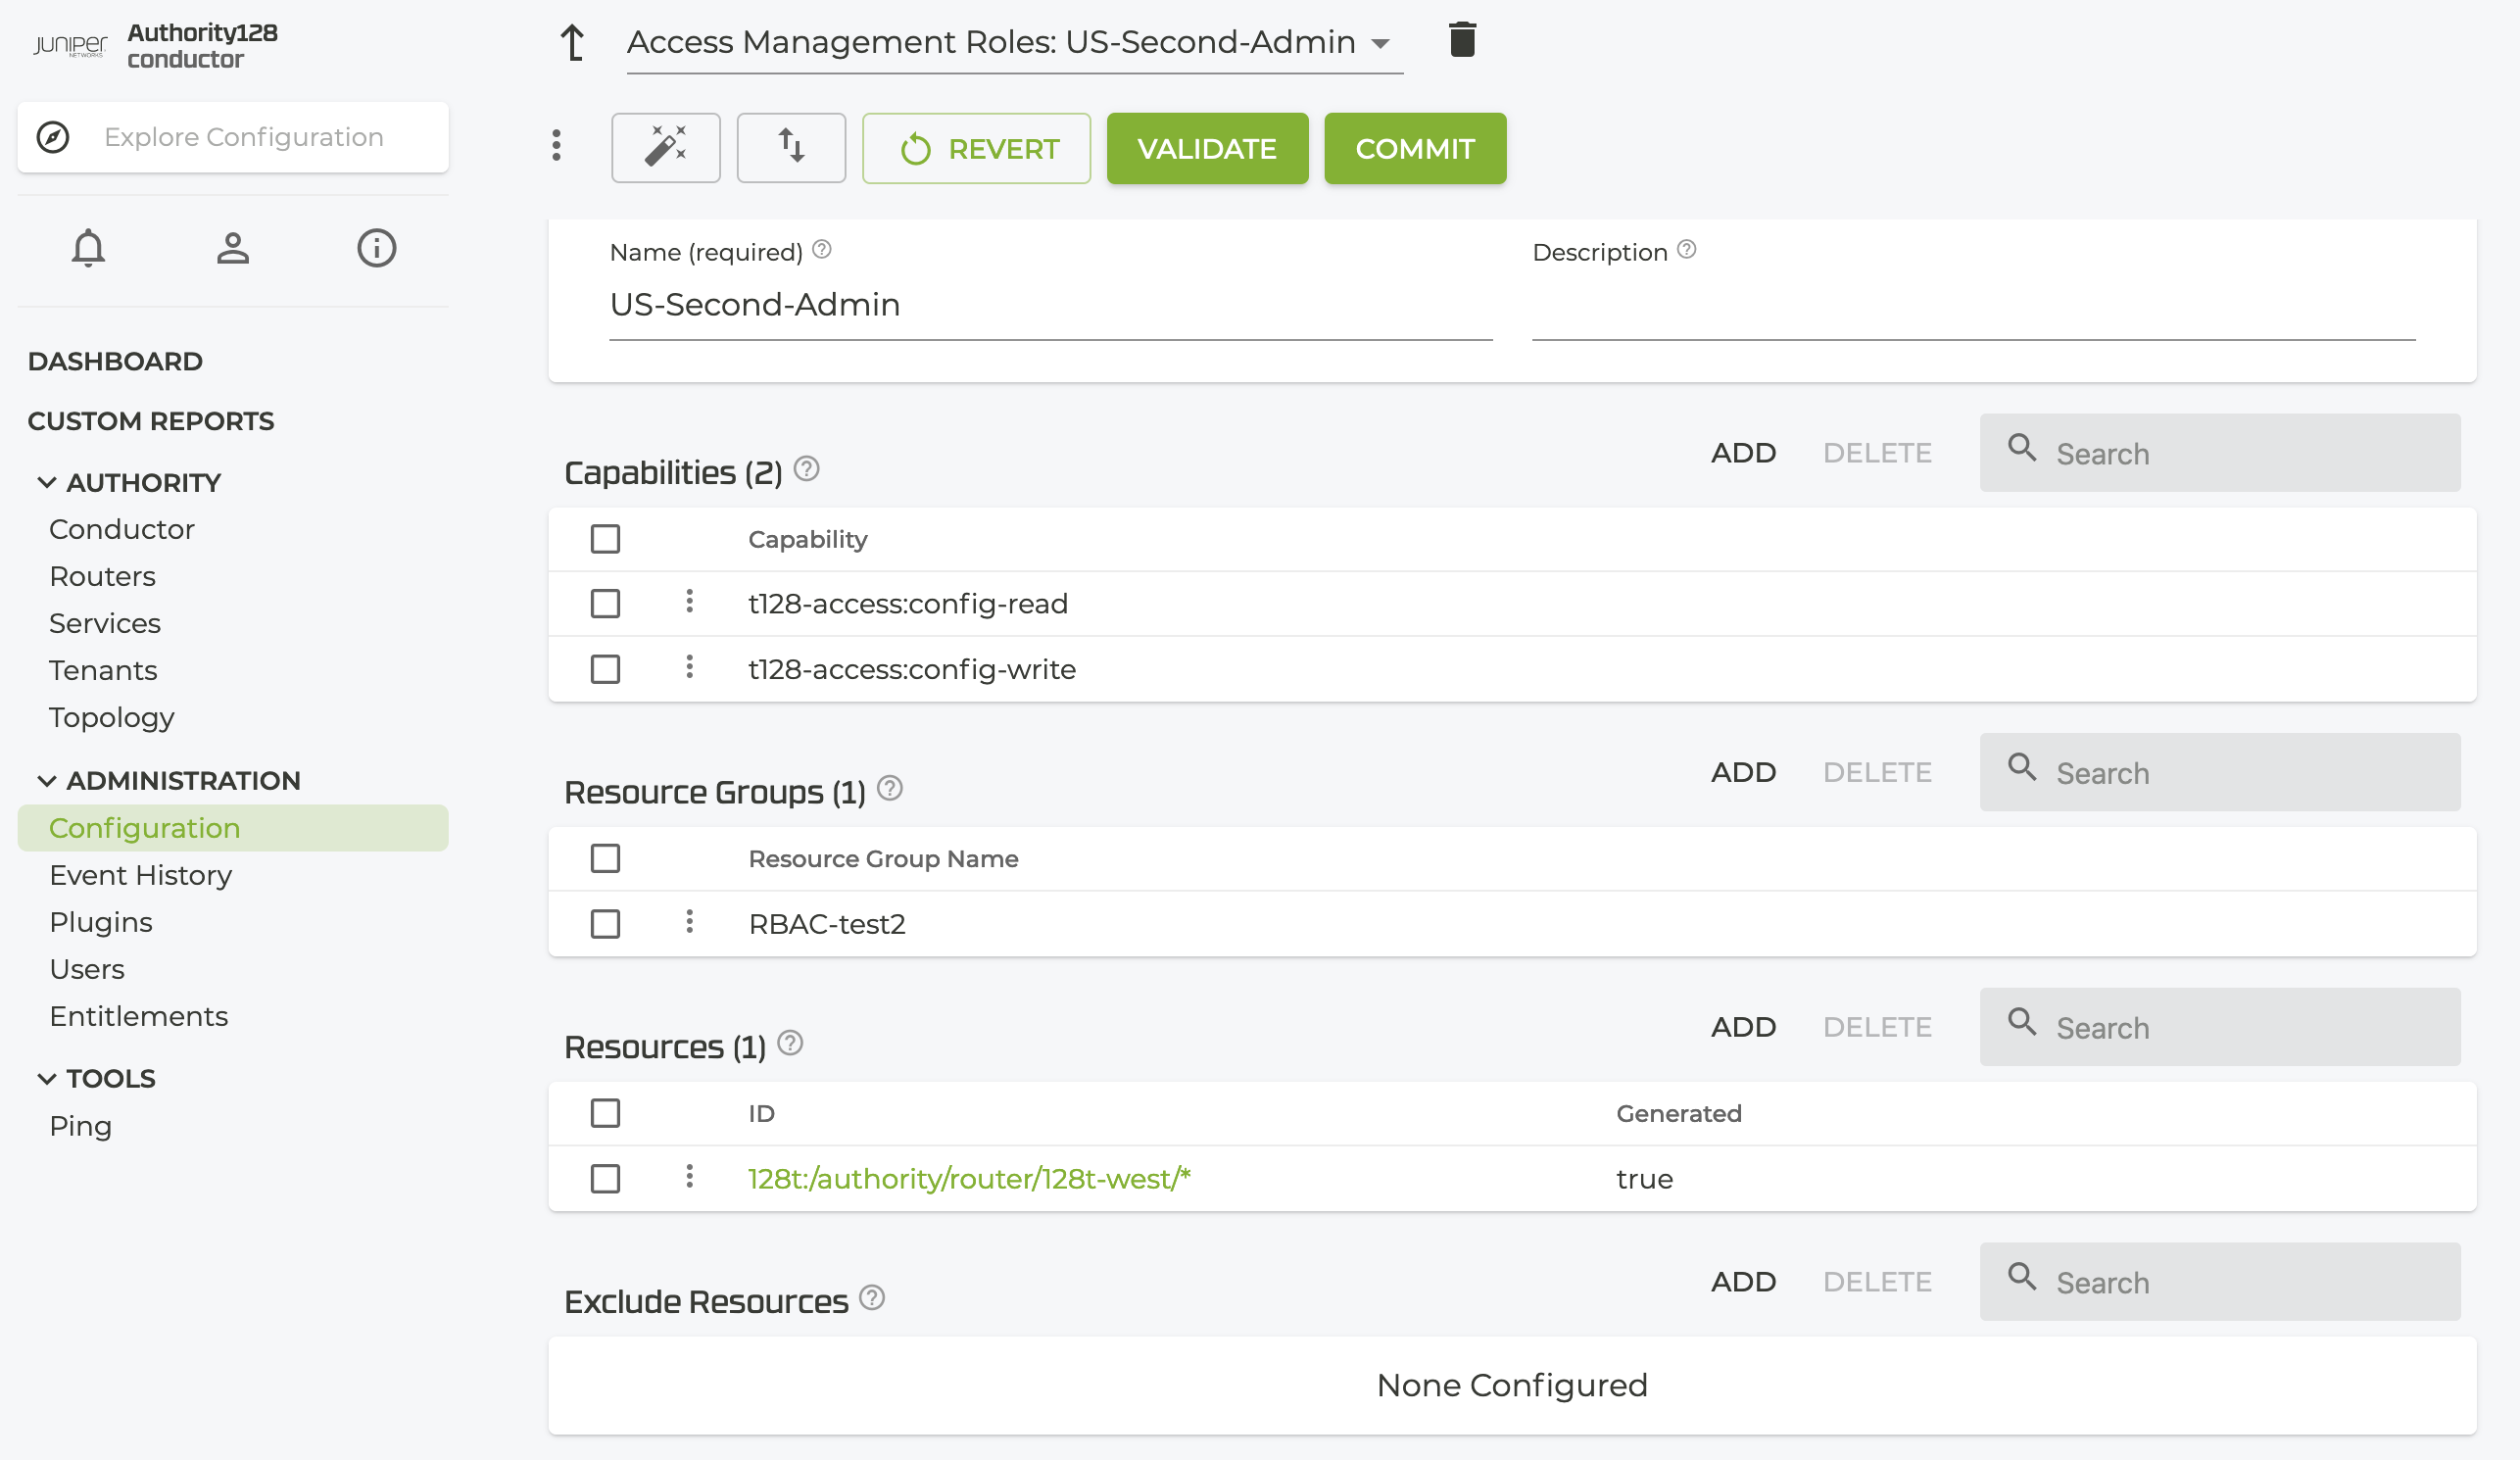 JUNIPEr
NETWORKS
Authority128
conductor
Explore Configuration
DASHBOARD
CUSTOM REPORTS
AUTHORITY
Conductor
Routers
Services
Tenants
Topology
ADMINISTRATION
Configuration
Event History
Plugins
Users
Entitlements
TOOLS
Ping
Access Management Roles: US-Second-Admin
REVERT
VALIDATE
COMMIT
Name (required)
Description
US-Second-Admin
Capabilities (2)
ADD DELETE Search
Capability
t128-access:config-read
t128-access:config-write
Resource Groups (1)
ADD DELETE Search
Resource Group Name
RBAC-test2
Resources (1)
ADD DELETE Search
ID Generated
128t:/authority/router/128t-west/* true
Exclude Resources
ADD DELETE Search
None Configured